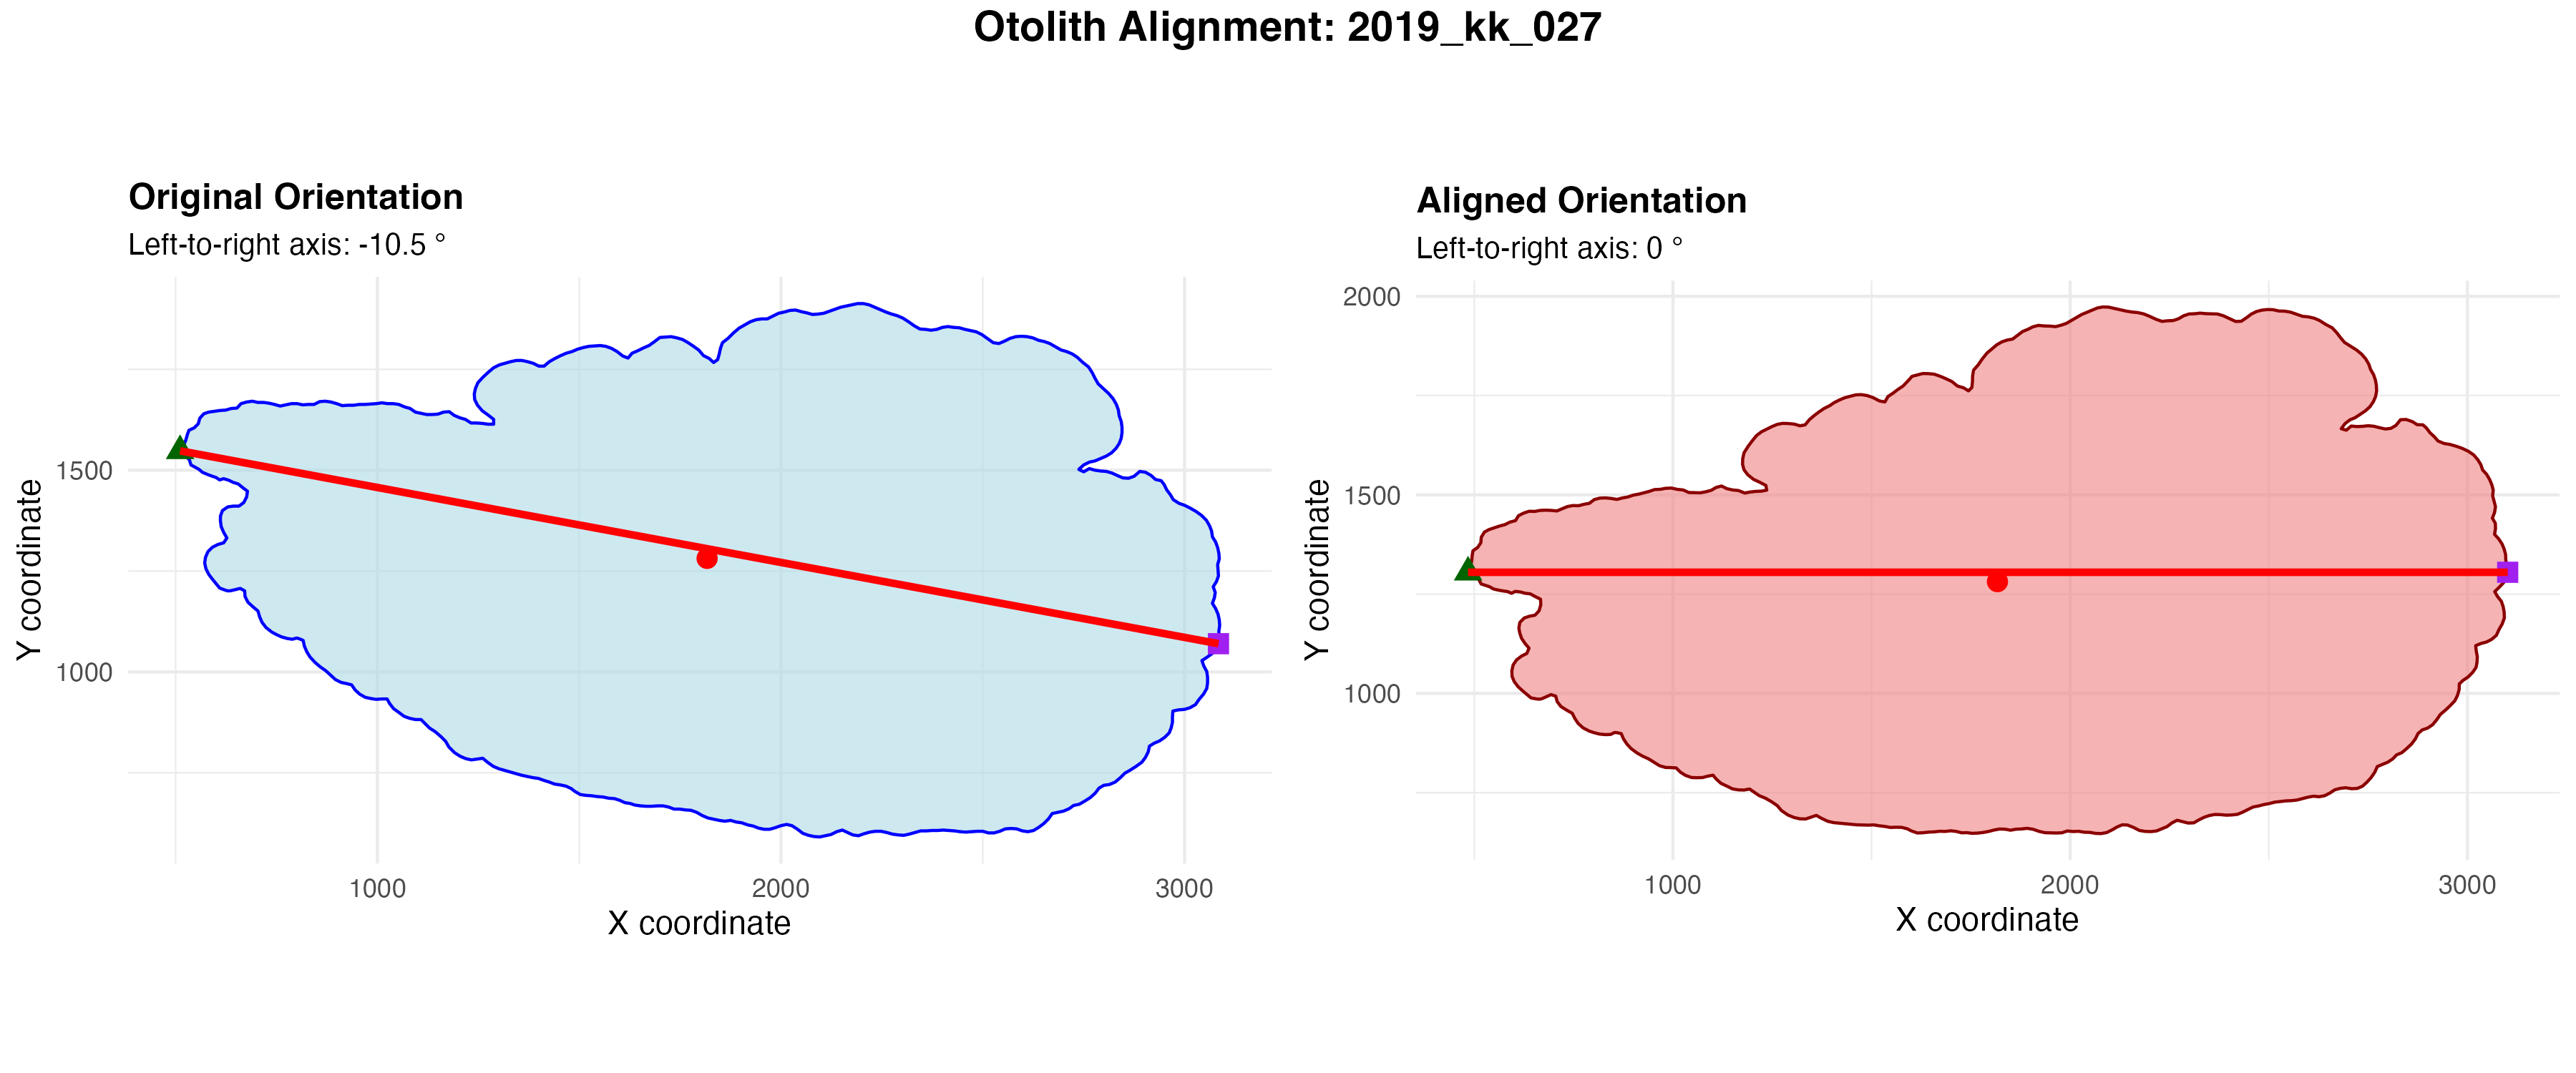 Otolith Alignment: 2019_kk_027
Original Orientation
Left-to-right axis: -10.5 °
Y coordinate
1500
1000
1000 2000 3000
X coordinate
Aligned Orientation
Left-to-right axis: 0 °
Y coordinate
2000
1500
1000
1000 2000 3000
X coordinate